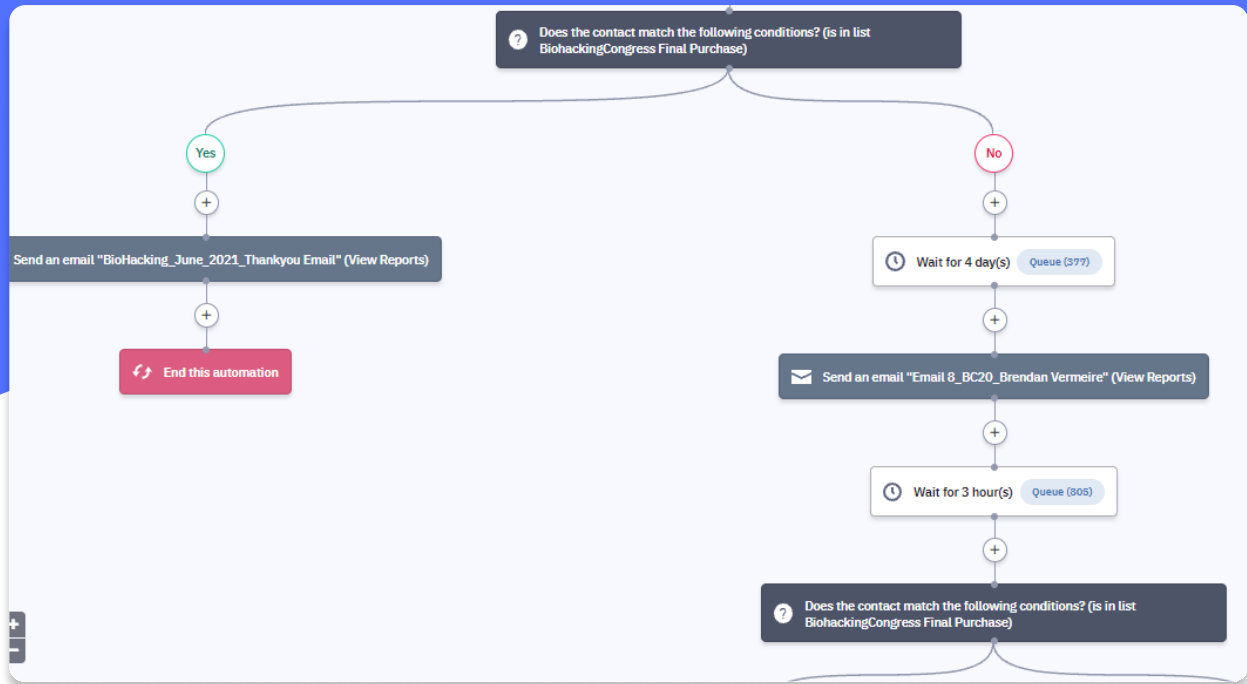 Does the contact match the following conditions? (is in list
BiohackingCongress Final Purchase)
Yes
No
+
+
Send an email "BioHacking_June_2021_Thankyou Email" (View Reports)
Wait for 4 day(s) Queue (377)
+
+
End this automation
Send an email "Email 8_BC20_Brendan Vermeire" (View Reports)
+
Wait for 3 hour(s) Queue (805)
+
Does the contact match the following conditions? (is in list
BiohackingCongress Final Purchase)
+
−